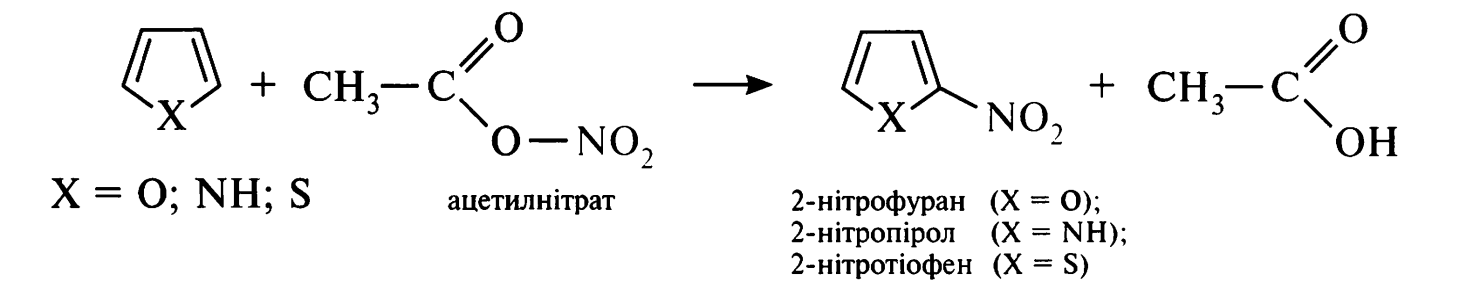 X + CH₃—C O O—NO₂ → X NO₂ + CH₃—C O OH
X = O; NH; S
ацетилнітрат
2-нітрофуран (X = O);
2-нітропірол (X = NH);
2-нітротіофен (X = S)